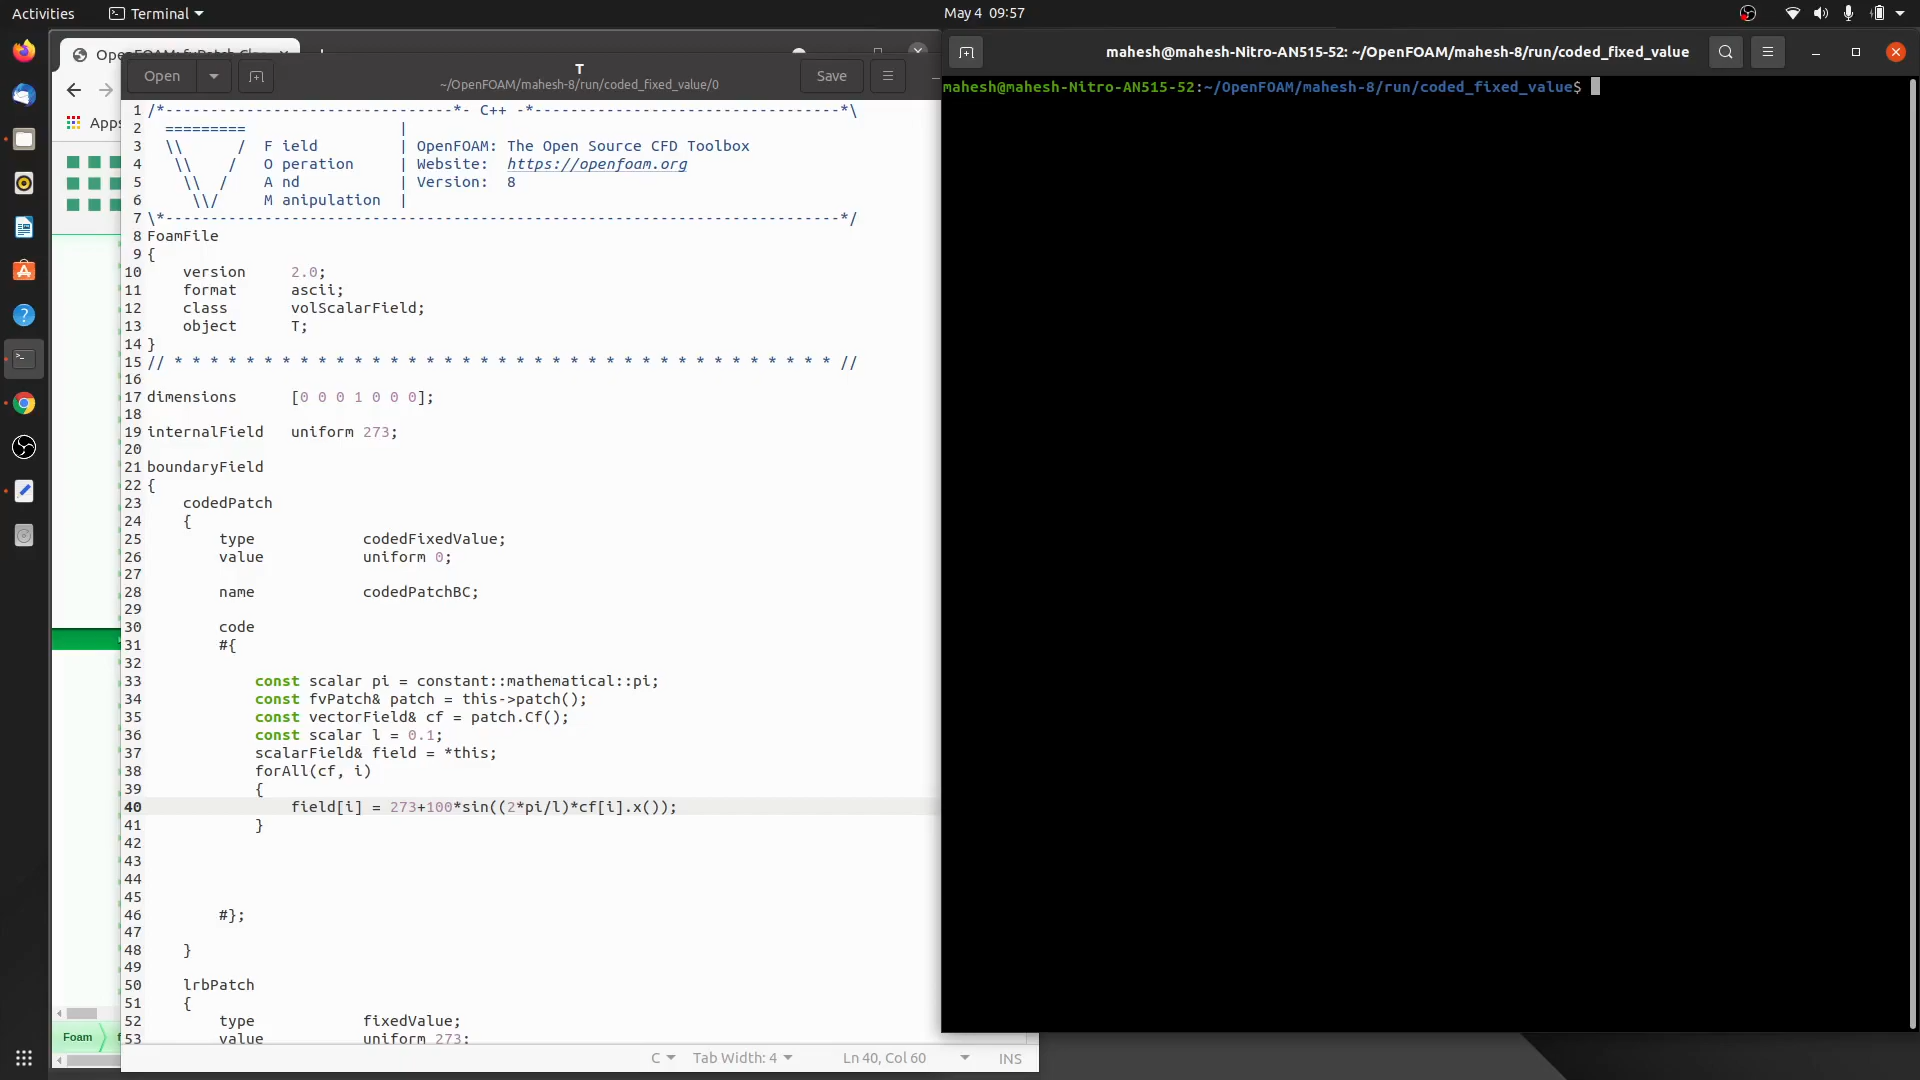 Activities
Terminal
May 4 09:57
OpenFOAM: fvPatch Cla
Apps
Foam
Open
T
~/OpenFOAM/mahesh-8/run/coded_fixed_value/0
Save
1 /*--------------------------------*- C++ -*----------------------------------*\
2   =========                 |
3   \\      /  F ield         | OpenFOAM: The Open Source CFD Toolbox
4    \\    /   O peration     | Website:  https://openfoam.org
5     \\  /    A nd           | Version:  8
6      \\/     M anipulation  |
7 \*---------------------------------------------------------------------------*/
8 FoamFile
9 {
10     version     2.0;
11     format      ascii;
12     class       volScalarField;
13     object      T;
14 }
15 // * * * * * * * * * * * * * * * * * * * * * * * * * * * * * * * * * * * * * //
16
17 dimensions      [0 0 0 1 0 0 0];
18
19 internalField   uniform 273;
20
21 boundaryField
22 {
23     codedPatch
24     {
25         type            codedFixedValue;
26         value           uniform 0;
27
28         name            codedPatchBC;
29
30         code
31         #{
32
33             const scalar pi = constant::mathematical::pi;
34             const fvPatch& patch = this->patch();
35             const vectorField& cf = patch.Cf();
36             const scalar l = 0.1;
37             scalarField& field = *this;
38             forAll(cf, i)
39             {
40                 field[i] = 273+100*sin((2*pi/l)*cf[i].x());
41             }
42
43
44
45
46         #};
47
48     }
49
50     lrbPatch
51     {
52         type            fixedValue;
53         value           uniform 273;
C
Tab Width: 4
Ln 40, Col 60
INS
mahesh@mahesh-Nitro-AN515-52: ~/OpenFOAM/mahesh-8/run/coded_fixed_value
mahesh@mahesh-Nitro-AN515-52:~/OpenFOAM/mahesh-8/run/coded_fixed_value$